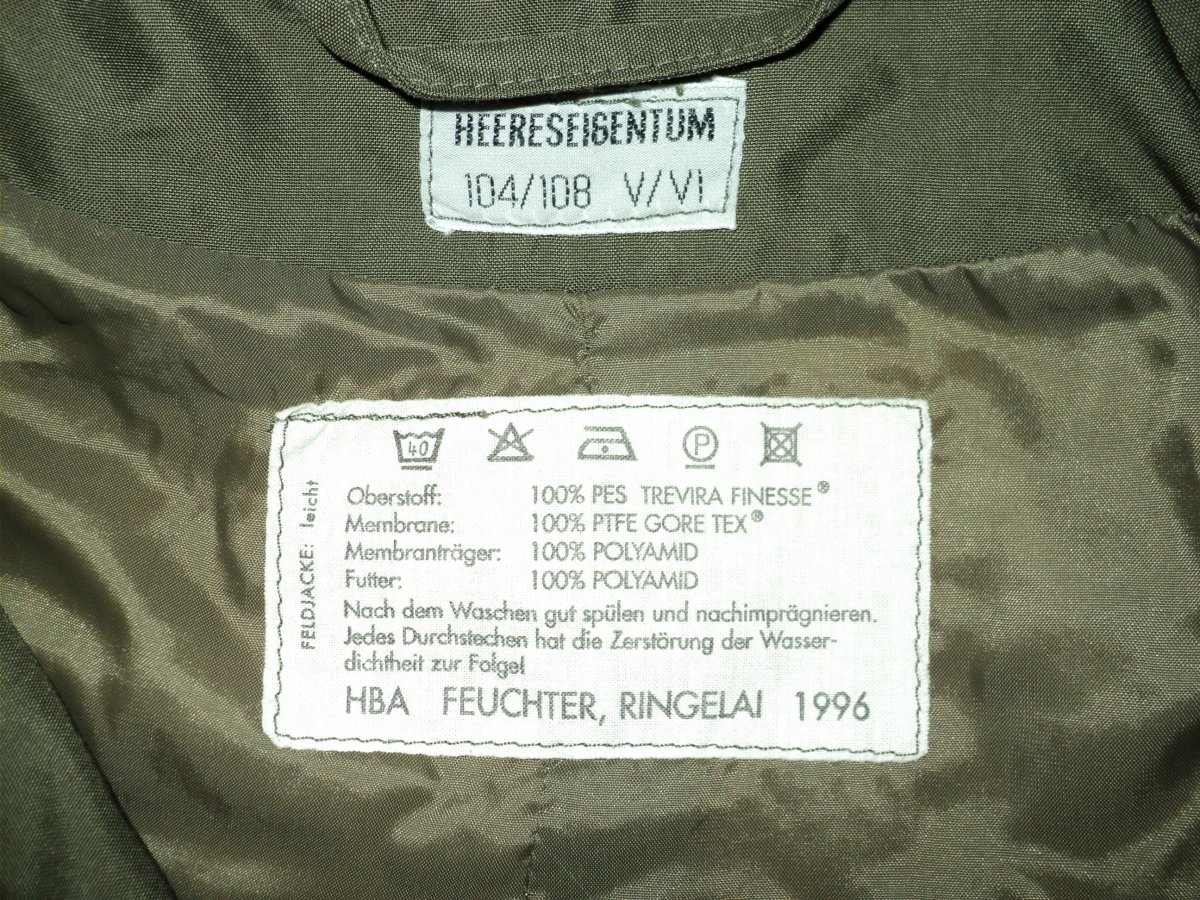 HEERESEIGENTUM
104/108 V/VI
40
P
FELDJACKE: leicht
Oberstoff: 100% PES TREVIRA FINESSE®
Membrane: 100% PTFE GORE TEX®
Membranträger: 100% POLYAMID
Futter: 100% POLYAMID
Nach dem Waschen gut spülen und nachimprägnieren.
Jedes Durchstechen hat die Zerstörung der Wasser-
dichtheit zur Folge!
HBA FEUCHTER, RINGELAI 1996